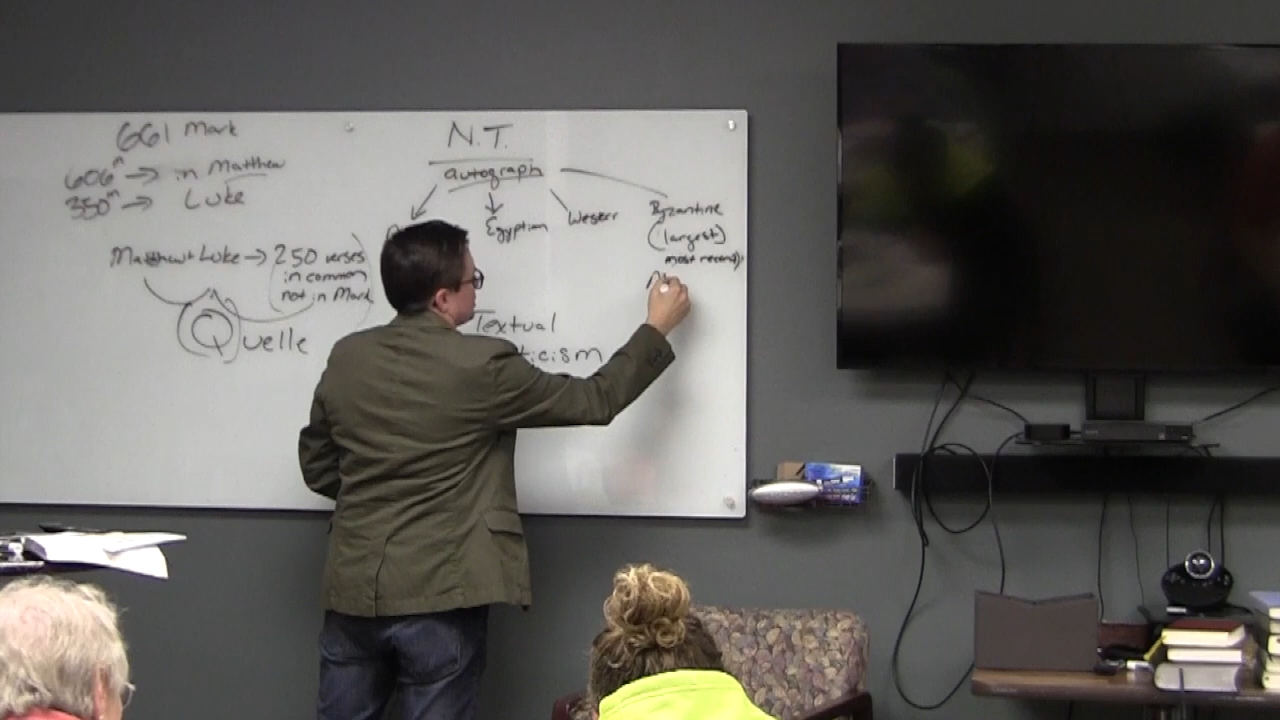 661 Mark
606 → in Matthew
350 → Luke
Matthew + Luke → 250 verses
in common
not in Mark
Quelle
N.T.
autograph
Egyptian
Western
Byzantine
(largest)
most recent)
Textual